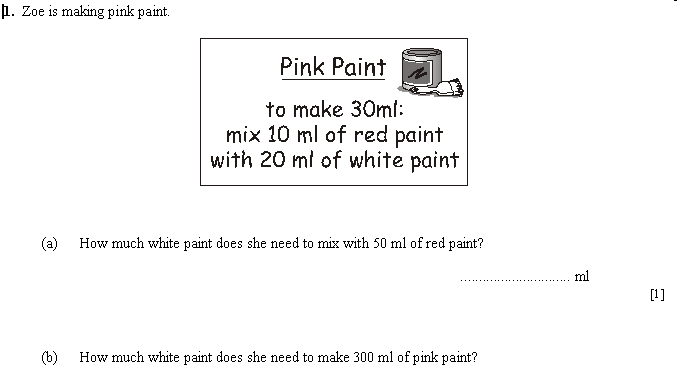 1. Zoe is making pink paint.
Pink Paint
to make 30ml:
mix 10 ml of red paint
with 20 ml of white paint
(a) How much white paint does she need to mix with 50 ml of red paint?
.............................. ml
[1]
(b) How much white paint does she need to make 300 ml of pink paint?